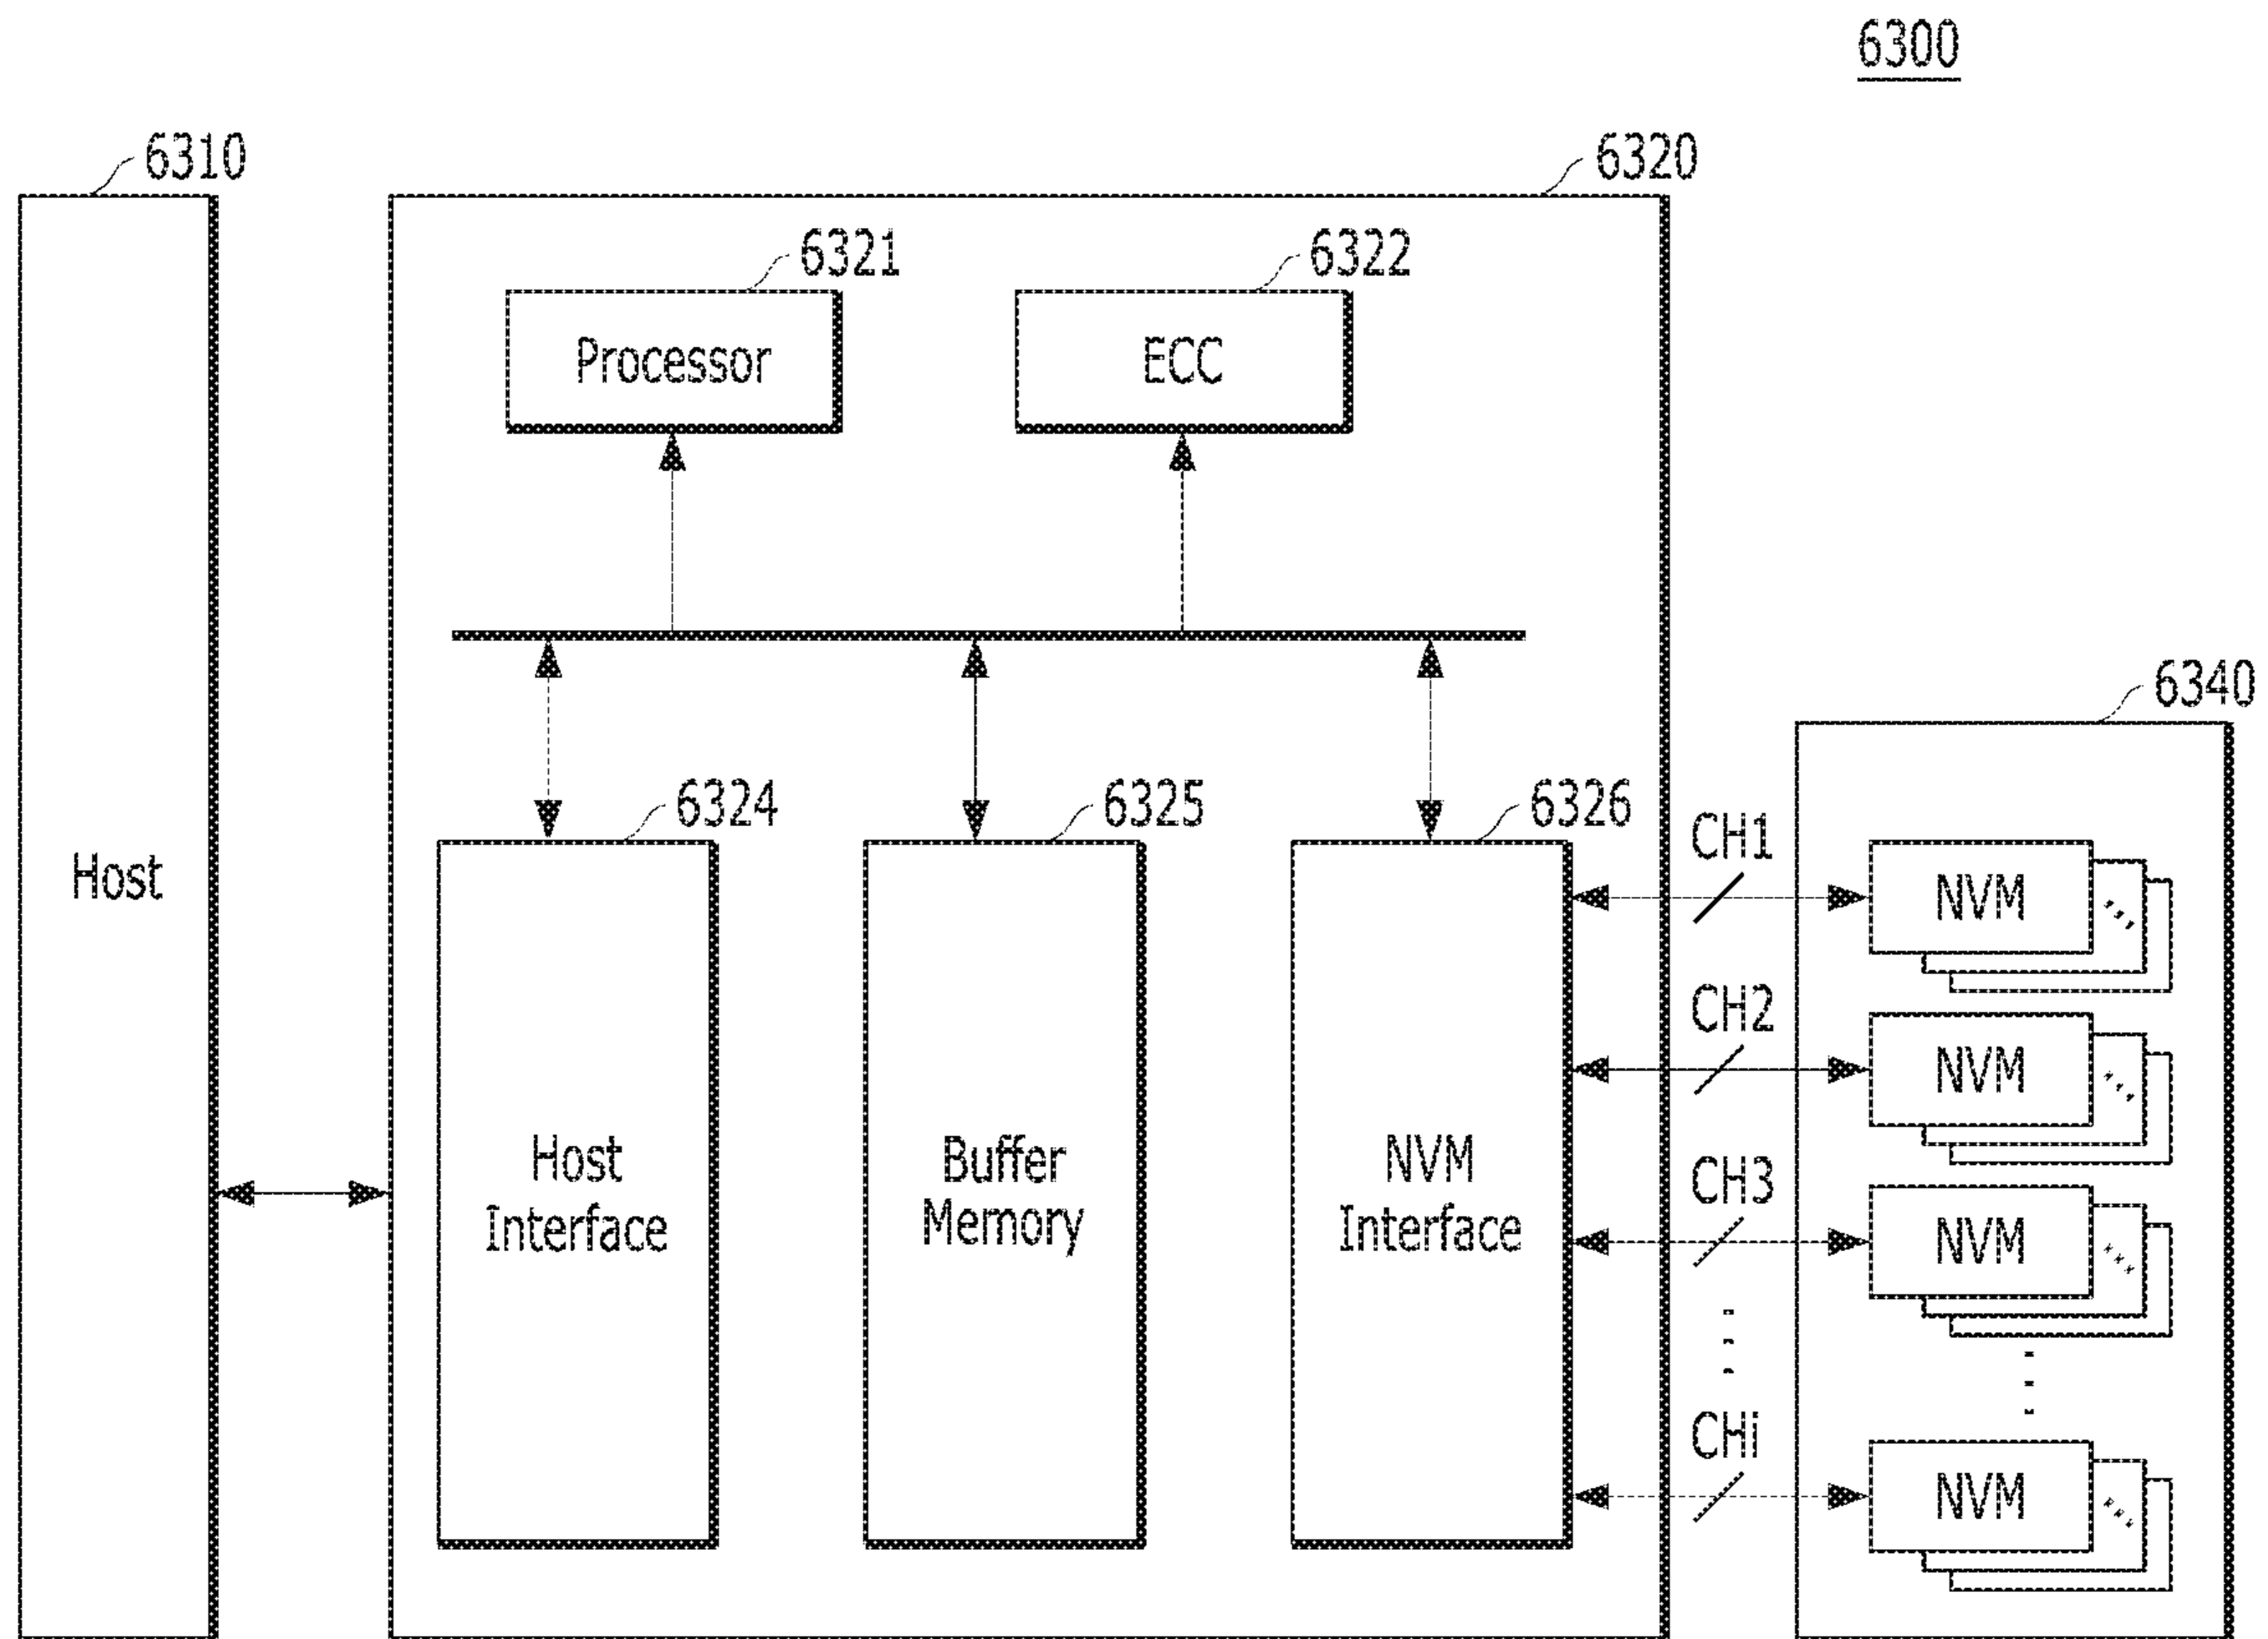 6300
6310
6320
6321
6322
Processor
ECC
6340
6324
6325
6326
CH1
Host
NVM
CH2
NVM
Host
Interface
Buffer
Memory
NVM
Interface
CH3
NVM
CHi
NVM